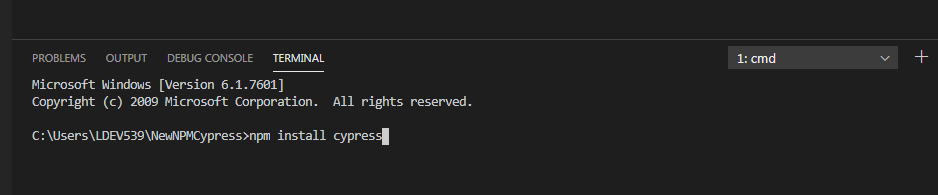 PROBLEMS OUTPUT DEBUG CONSOLE TERMINAL 1: cmd
Microsoft Windows [Version 6.1.7601]
Copyright (c) 2009 Microsoft Corporation.  All rights reserved.
C:\Users\LDEV539\NewNPMCypress>npm install cypress